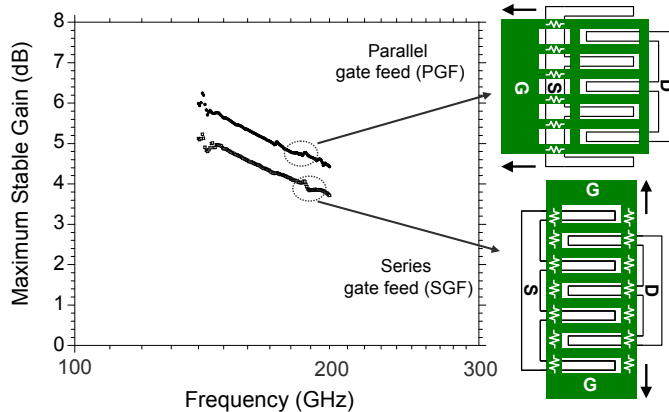 Maximum Stable Gain (dB)
8
7
6
5
4
3
2
1
0
100
200
300
Frequency (GHz)
Parallel
gate feed (PGF)
Series
gate feed (SGF)
G
S
D
G
S
D
G